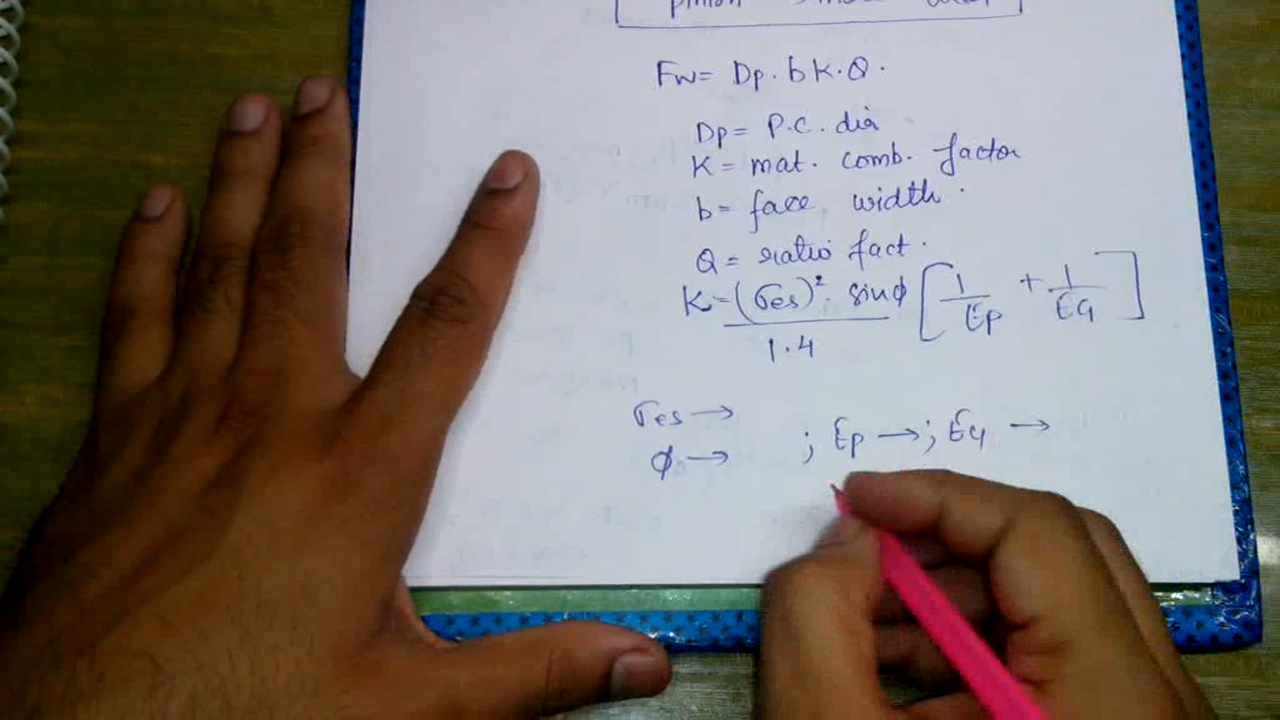 pinion
Fw = Dp . b K . Q .
Dp = P.C. dia
K = mat. comb. factor
b = face width .
Q = ratio fact .
K = (σes)² . sinϕ [ 1 + 1 ]
1.4 Ep EG
σes → ; Ep → ; EG →
ϕ →